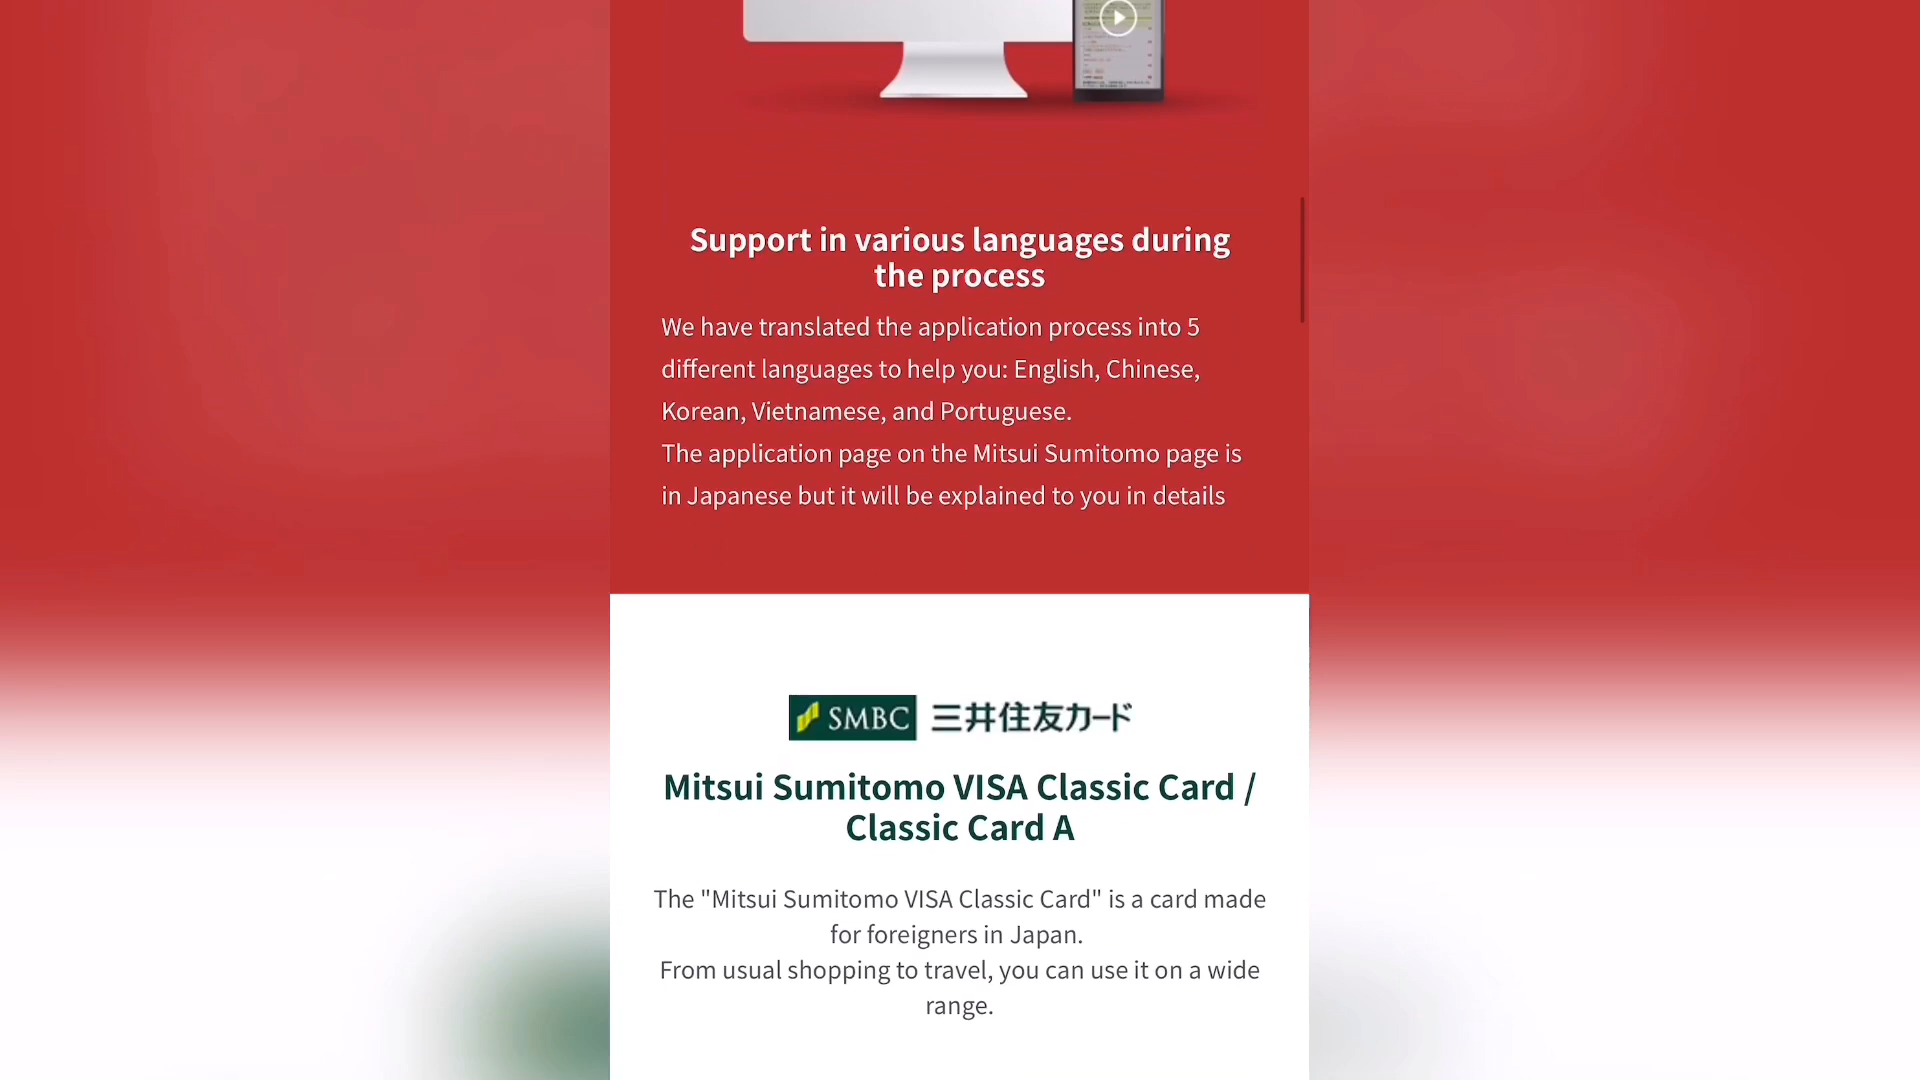 Support in various languages during
the process
We have translated the application process into 5
different languages to help you: English, Chinese,
Korean, Vietnamese, and Portuguese.
The application page on the Mitsui Sumitomo page is
in Japanese but it will be explained to you in details
SMBC 三井住友カード
Mitsui Sumitomo VISA Classic Card /
Classic Card A
The "Mitsui Sumitomo VISA Classic Card" is a card made
for foreigners in Japan.
From usual shopping to travel, you can use it on a wide
range.